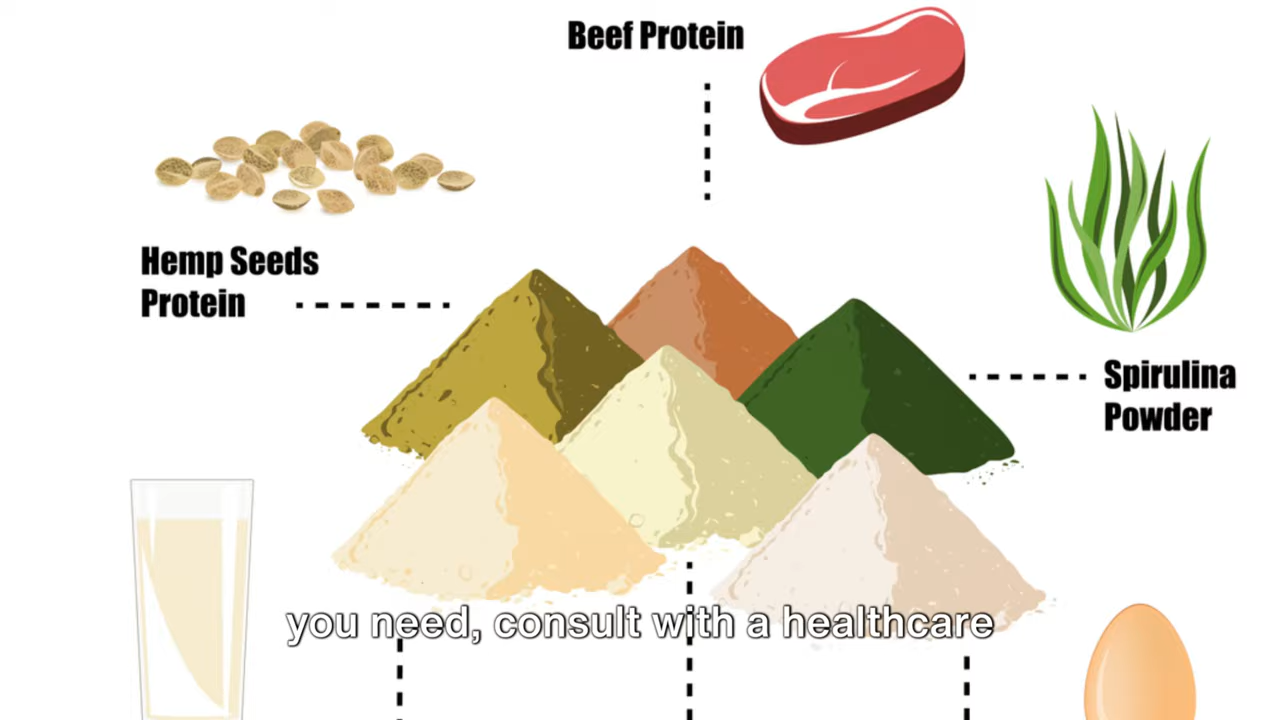 Beef Protein
Hemp Seeds
Protein
Spirulina
Powder
you need, consult with a healthcare